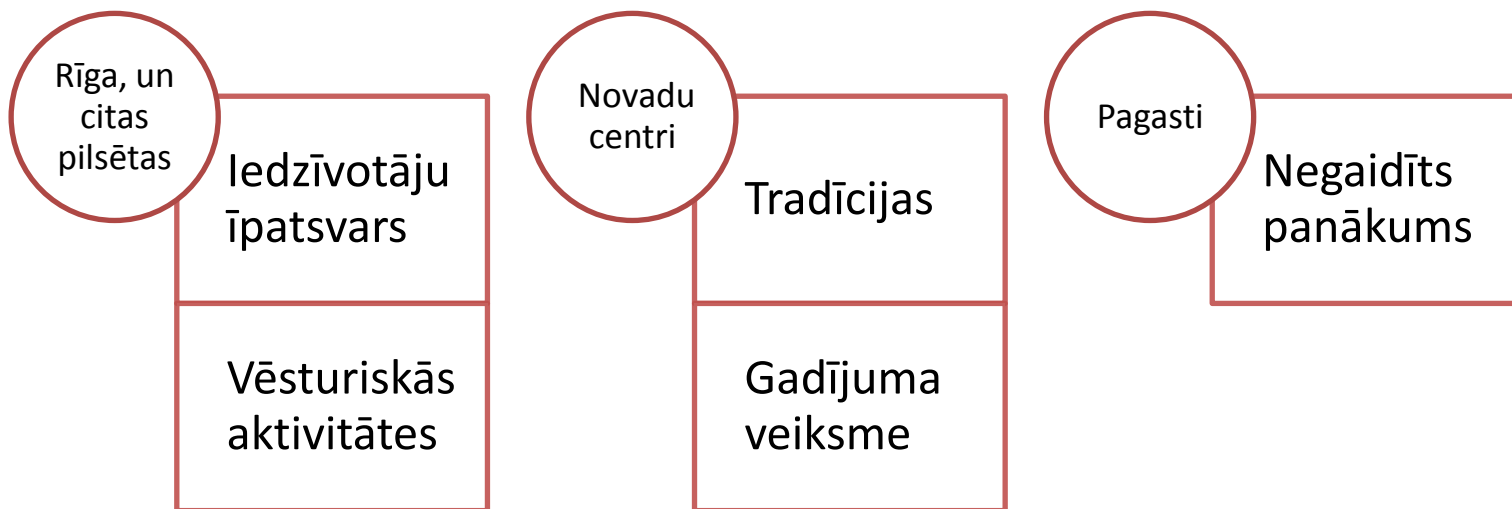 Rīga, un
citas
pilsētas
Iedzīvotāju
īpatsvars
Vēsturiskās
aktivitātes
Novadu
centri
Tradīcijas
Gadījuma
veiksme
Pagasti
Negaidīts
panākums